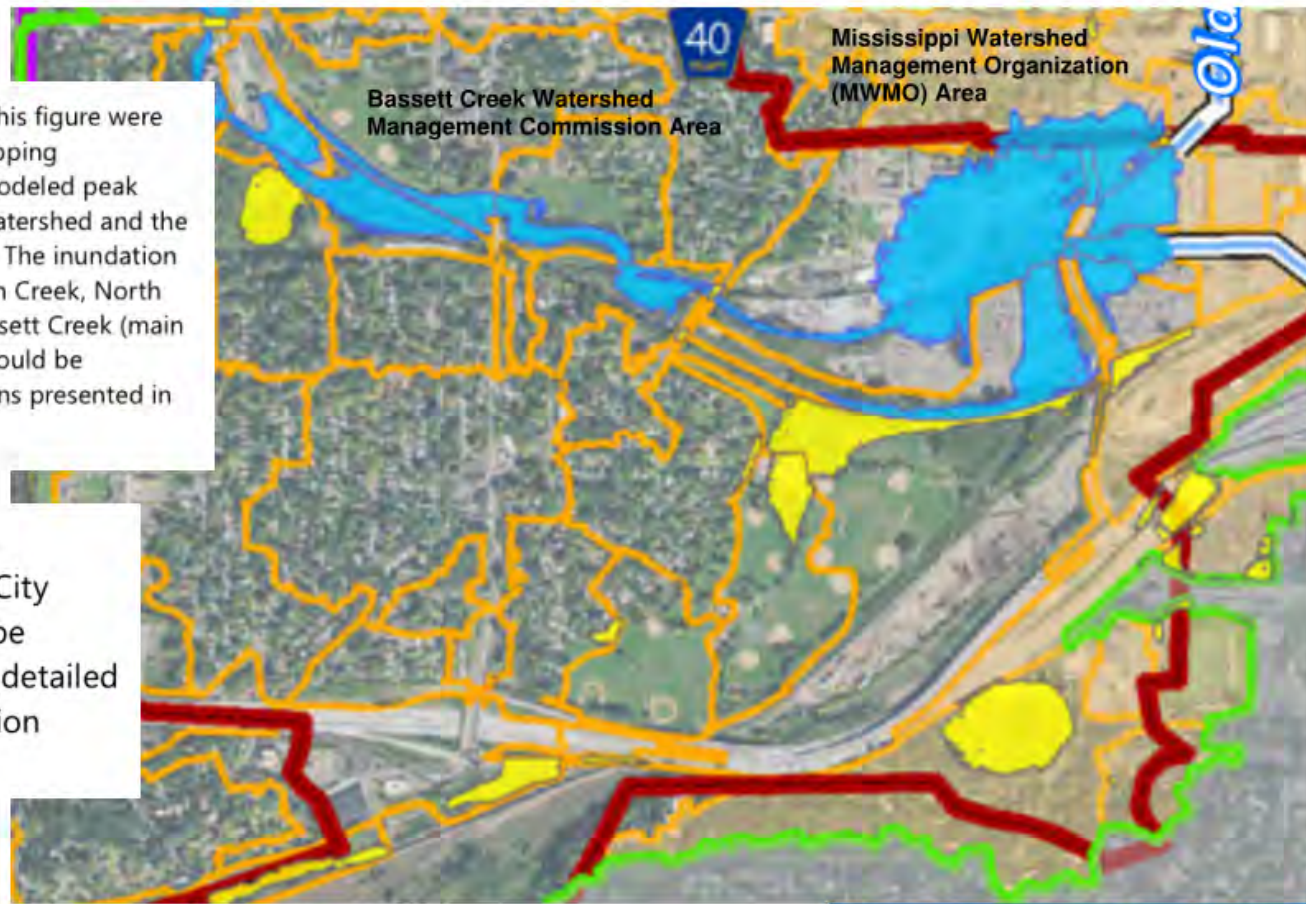 his figure were
pping
odeled peak
atershed and the
The inundation
n Creek, North
ssett Creek (main
ould be
ns presented in
City
be
detailed
ion
Bassett Creek Watershed
Management Commission Area
40
Mississippi Watershed
Management Organization
(MWMO) Area
Old